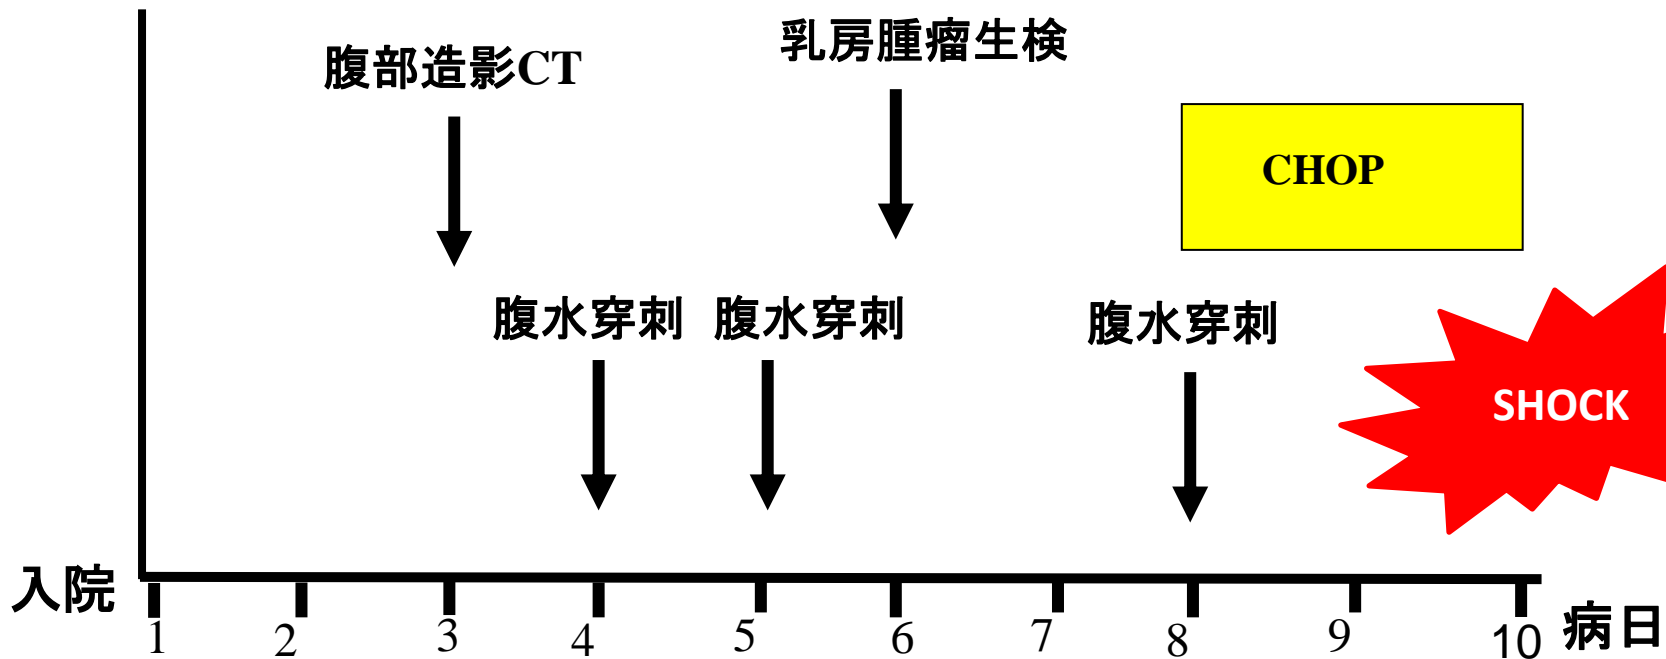 乳房腫瘤生検
腹部造影CT
CHOP
腹水穿刺 腹水穿刺 腹水穿刺
SHOCK
入院
1 2 3 4 5 6 7 8 9 10 病日